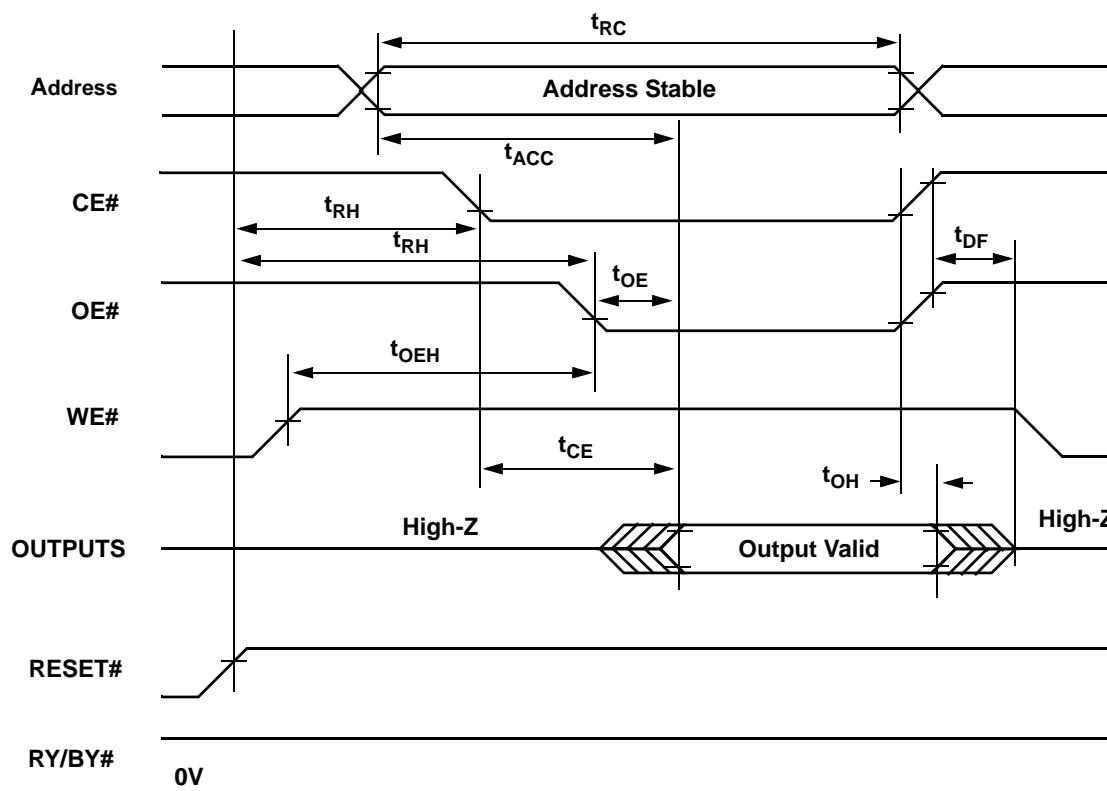 tRC
Address
Address Stable
tACC
CE#
tRH
tRH
tDF
tOE
OE#
tOEH
WE#
tCE
tOH
High-Z
High-Z
OUTPUTS
Output Valid
RESET#
RY/BY#
0V